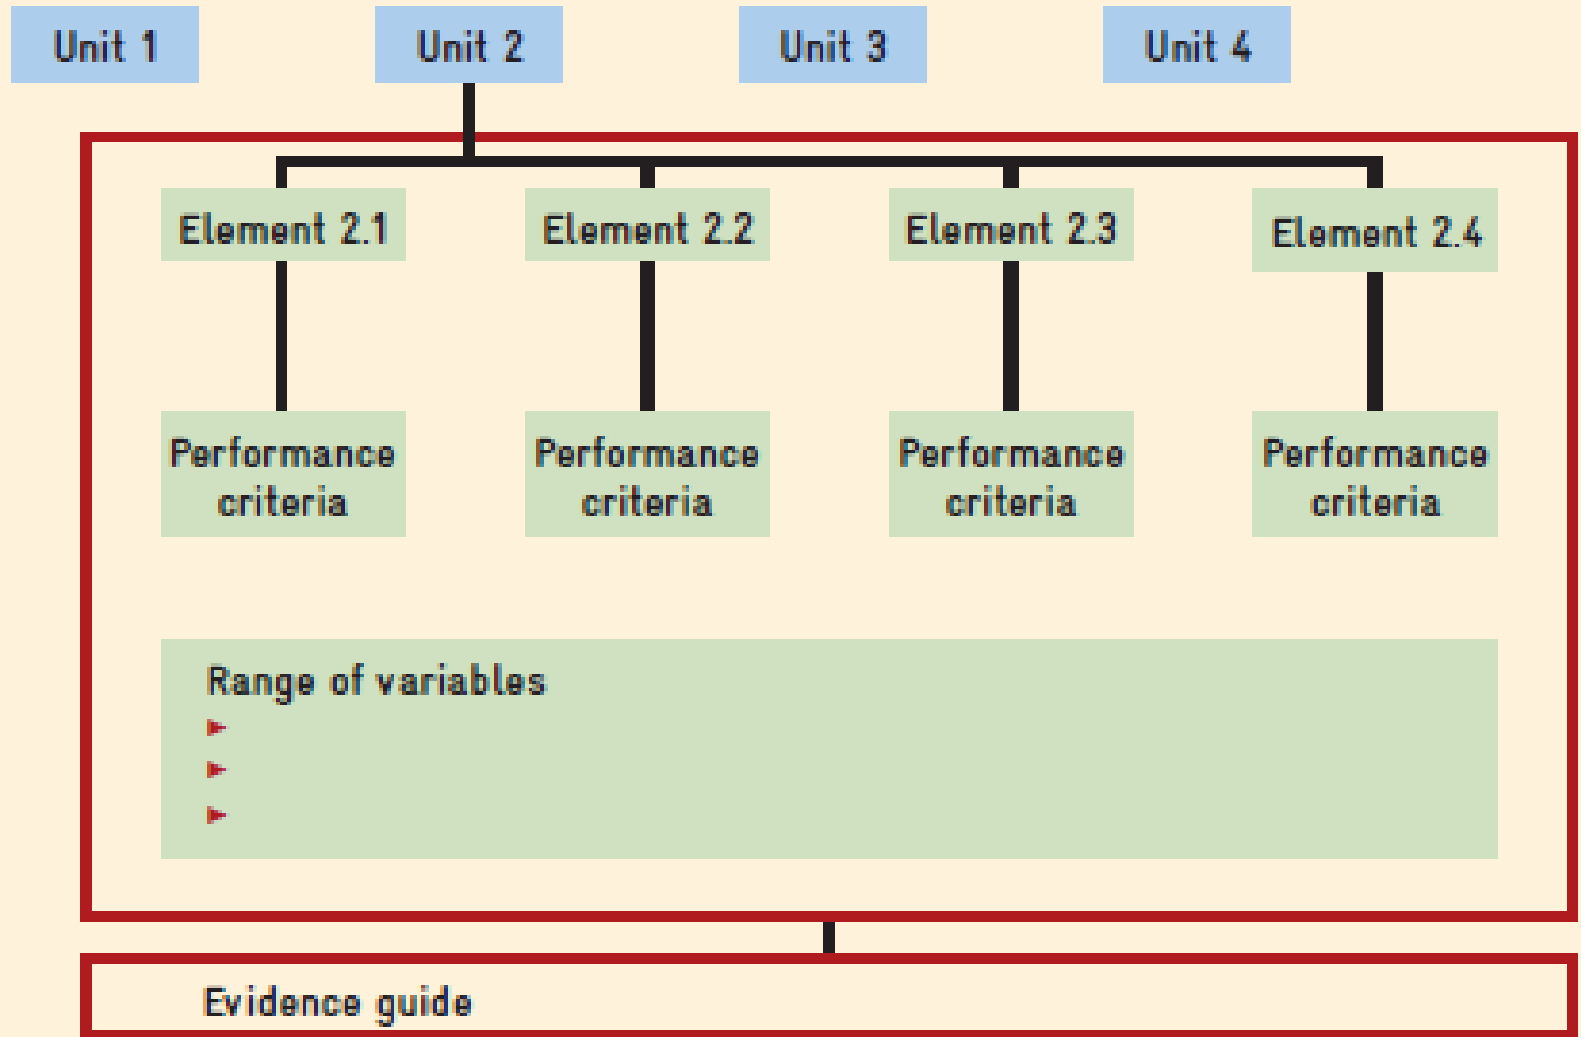 Unit 1
Unit 2
Unit 3
Unit 4
Element 2.1
Element 2.2
Element 2.3
Element 2.4
Performance
criteria
Performance
criteria
Performance
criteria
Performance
criteria
Range of variables
Evidence guide